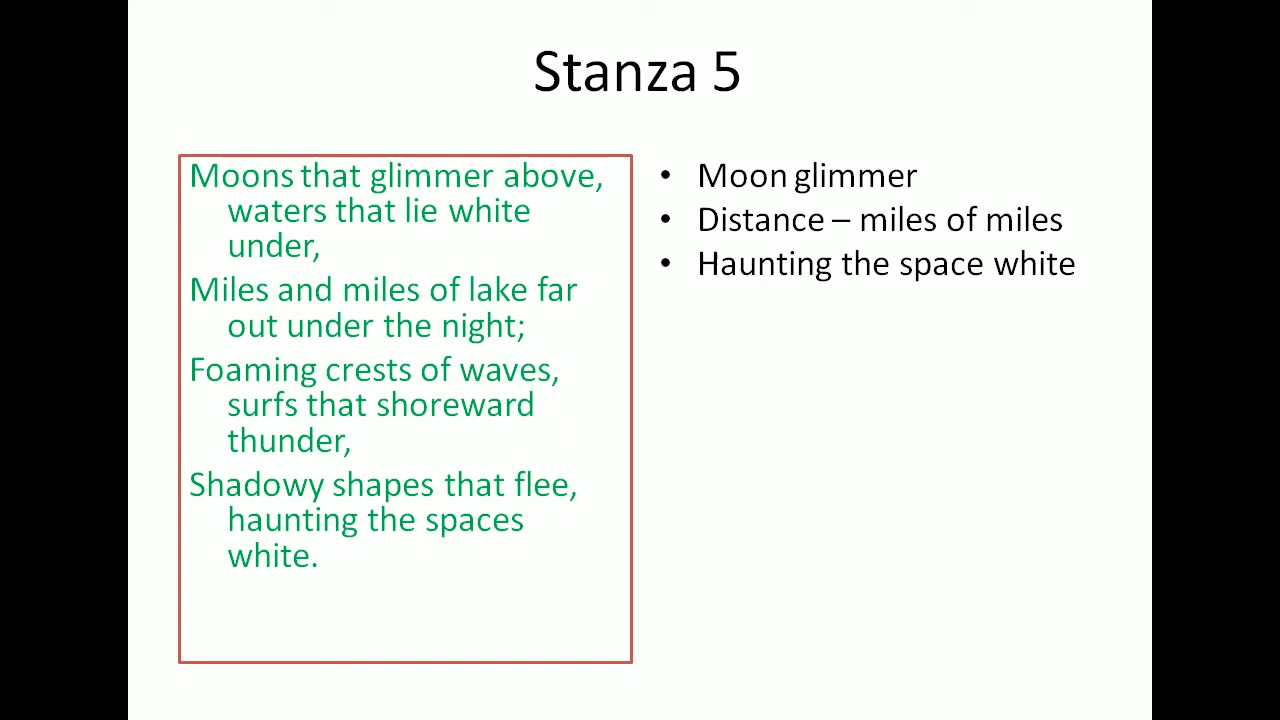 Stanza 5
Moons that glimmer above,
waters that lie white
under,
Miles and miles of lake far
out under the night;
Foaming crests of waves,
surfs that shoreward
thunder,
Shadowy shapes that flee,
haunting the spaces
white.
• Moon glimmer
• Distance – miles of miles
• Haunting the space white